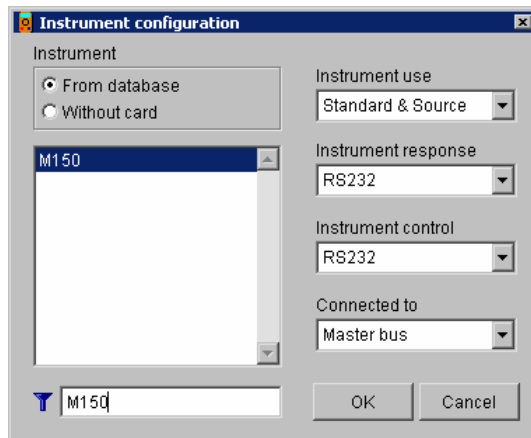 Instrument configuration
Instrument
From database
Without card
M150
M150
Instrument use
Standard & Source
Instrument response
RS232
Instrument control
RS232
Connected to
Master bus
OK
Cancel